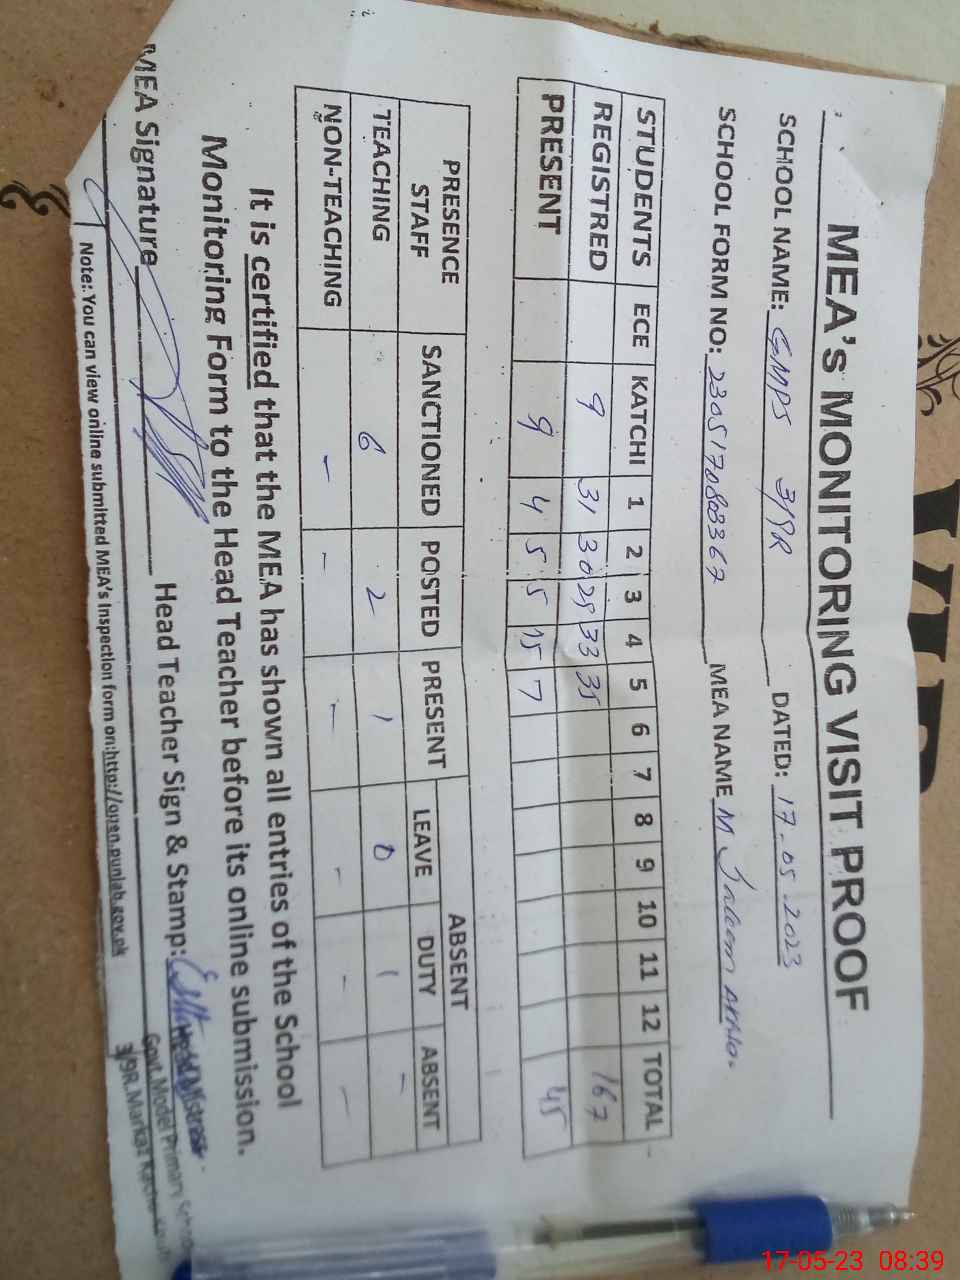 MEA's MONITORING VISIT PROOF
SCHOOL NAME: GMPS 3/9R DATED: 17.05.2023
SCHOOL FORM NO: MEA NAME M
STUDENTS ECE KATCHI 1 2 3 4 5 6 7 8 9 10 11 12 TOTAL
REGISTRED 9 31 30 29 33 35 167
PRESENT 9 4 5 5 15 7 45
PRESENCE STAFF SANCTIONED POSTED PRESENT ABSENT
LEAVE DUTY ABSENT
TEACHING 6 2 1 0 1 -
NON-TEACHING - - - - - -
It is certified that the MEA has shown all entries of the School
Monitoring Form to the Head Teacher before its online submission.
MEA Signature Head Teacher Sign & Stamp:
Head Mistress
Govt. Model Primary School
3/9R, Markaz
Note:. You can view online submitted MEA's Inspection form on:http://open.punjab.gov.pk
17-05-23 08:39